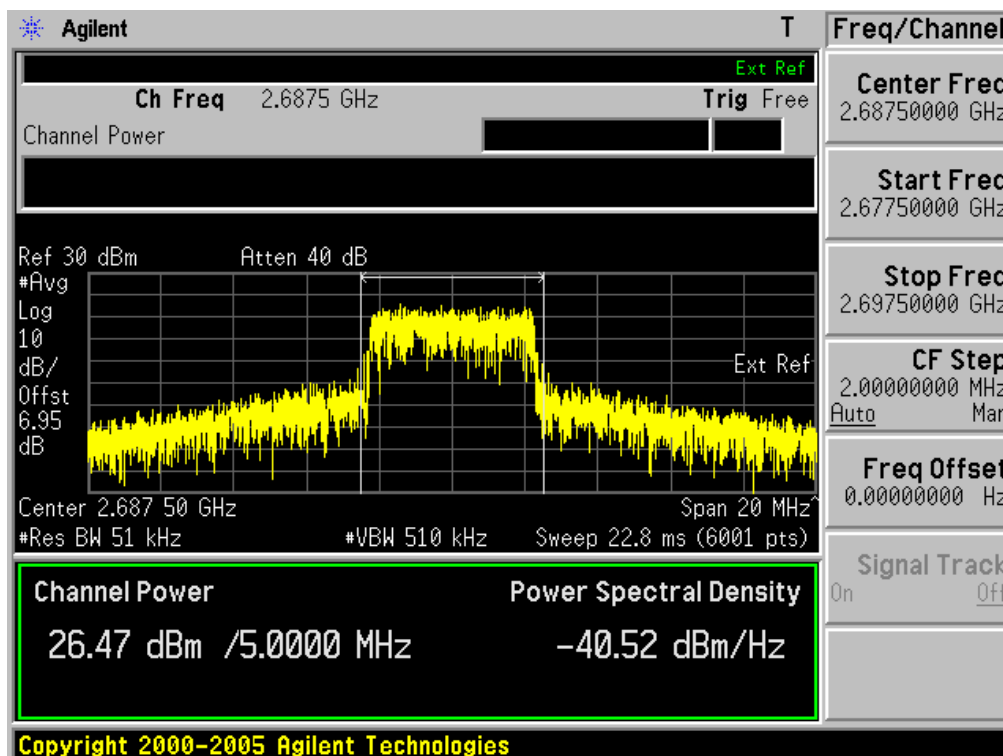 Agilent T
Ext Ref
Ch Freq 2.6875 GHz Trig Free
Channel Power
Ref 30 dBm Atten 40 dB
#Avg
Log
10
dB/
Offst
6.95
dB
Ext Ref
Center 2.687 50 GHz Span 20 MHz^
#Res BW 51 kHz #VBW 510 kHz Sweep 22.8 ms (6001 pts)
Channel Power Power Spectral Density
26.47 dBm /5.0000 MHz -40.52 dBm/Hz
Copyright 2000-2005 Agilent Technologies
Freq/Channel
Center Freq
2.68750000 GHz
Start Freq
2.67750000 GHz
Stop Freq
2.69750000 GHz
CF Step
2.00000000 MHz
Auto Man
Freq Offset
0.00000000 Hz
Signal Track
On Off